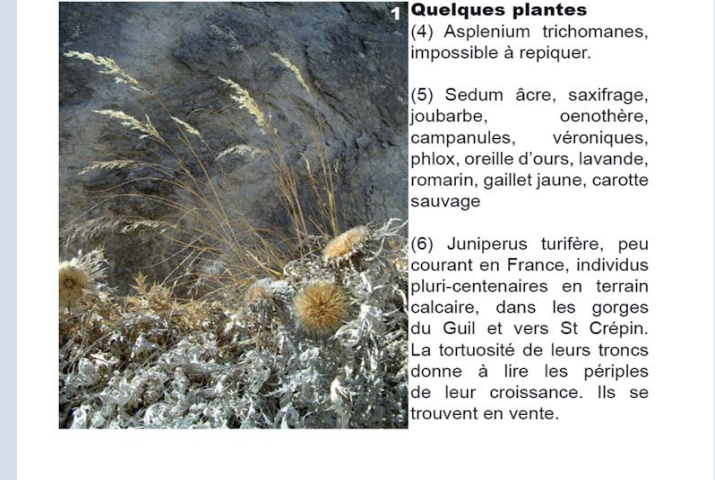 1
Quelques plantes
(4) Asplenium trichomanes,
impossible à repiquer.
(5) Sedum âcre, saxifrage,
joubarbe, oenothère,
campanules, véroniques,
phlox, oreille d'ours, lavande,
romarin, gaillet jaune, carotte
sauvage
(6) Juniperus turifère, peu
courant en France, individus
pluri-centenaires en terrain
calcaire, dans les gorges
du Guil et vers St Crépin.
La tortuosité de leurs troncs
donne à lire les périples
de leur croissance. Ils se
trouvent en vente.